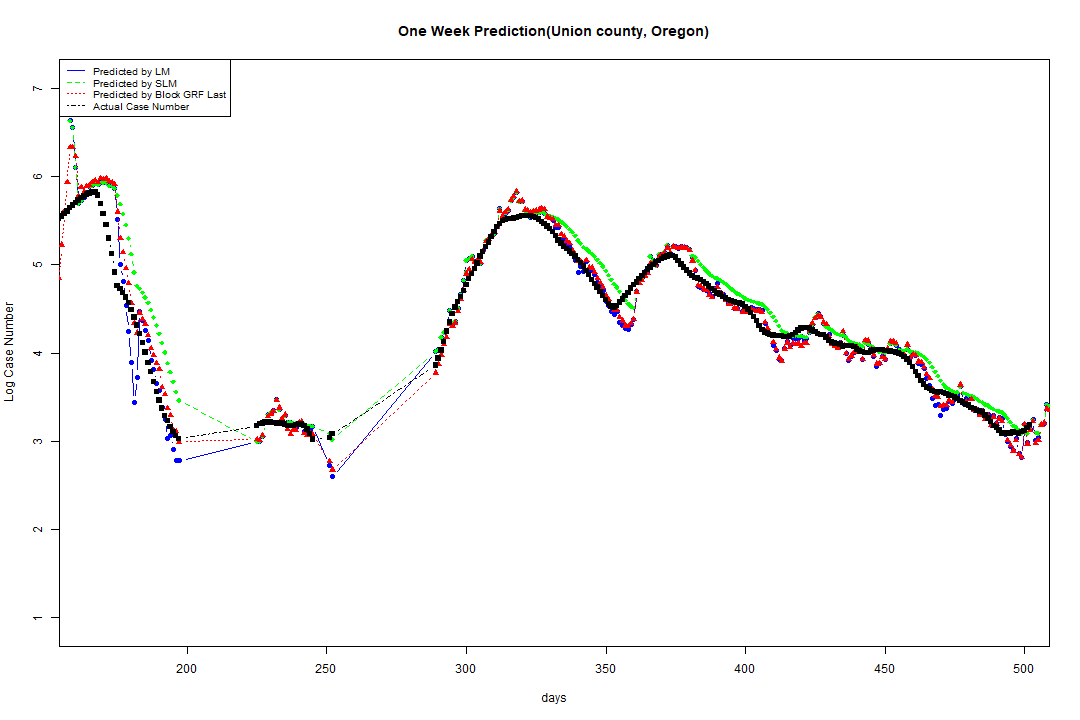 One Week Prediction(Union county, Oregon)
Predicted by LM
Predicted by SLM
Predicted by Block GRF Last
Actual Case Number
7
6
5
4
3
2
1
Log Case Number
200 250 300 350 400 450 500
days